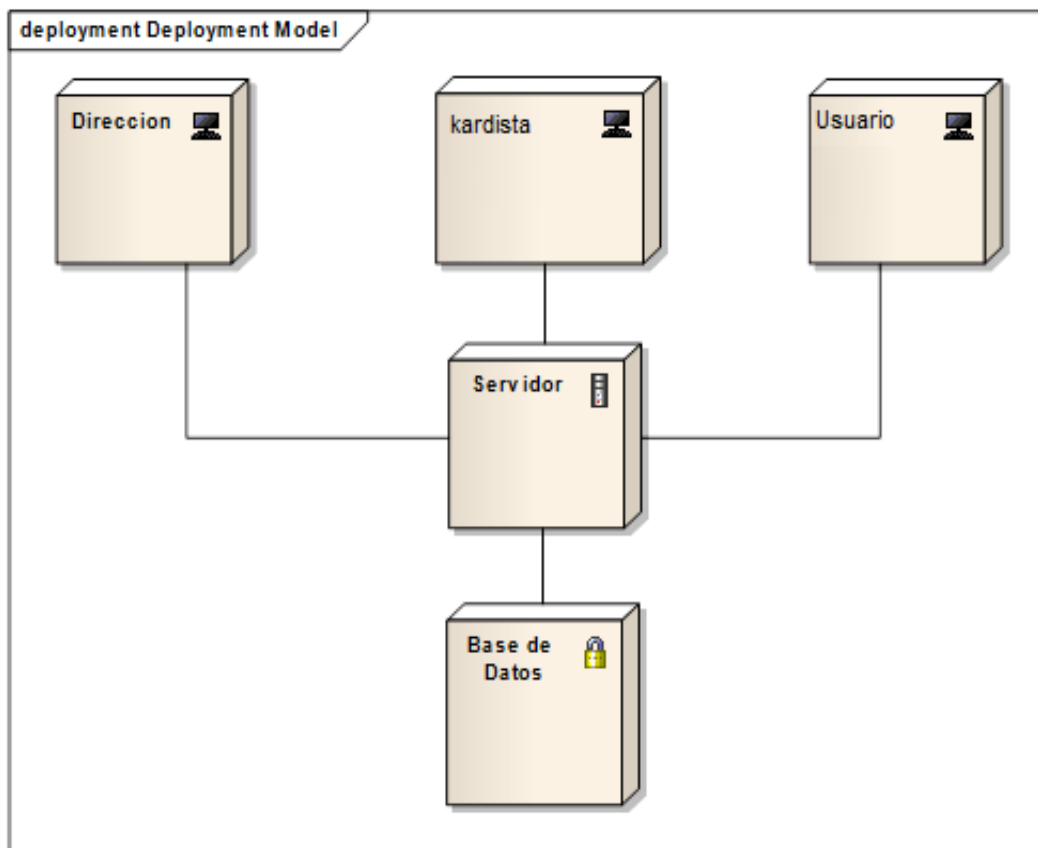 deployment Deployment Model
Direccion
kardista
Usuario
Servidor
Base de
Datos